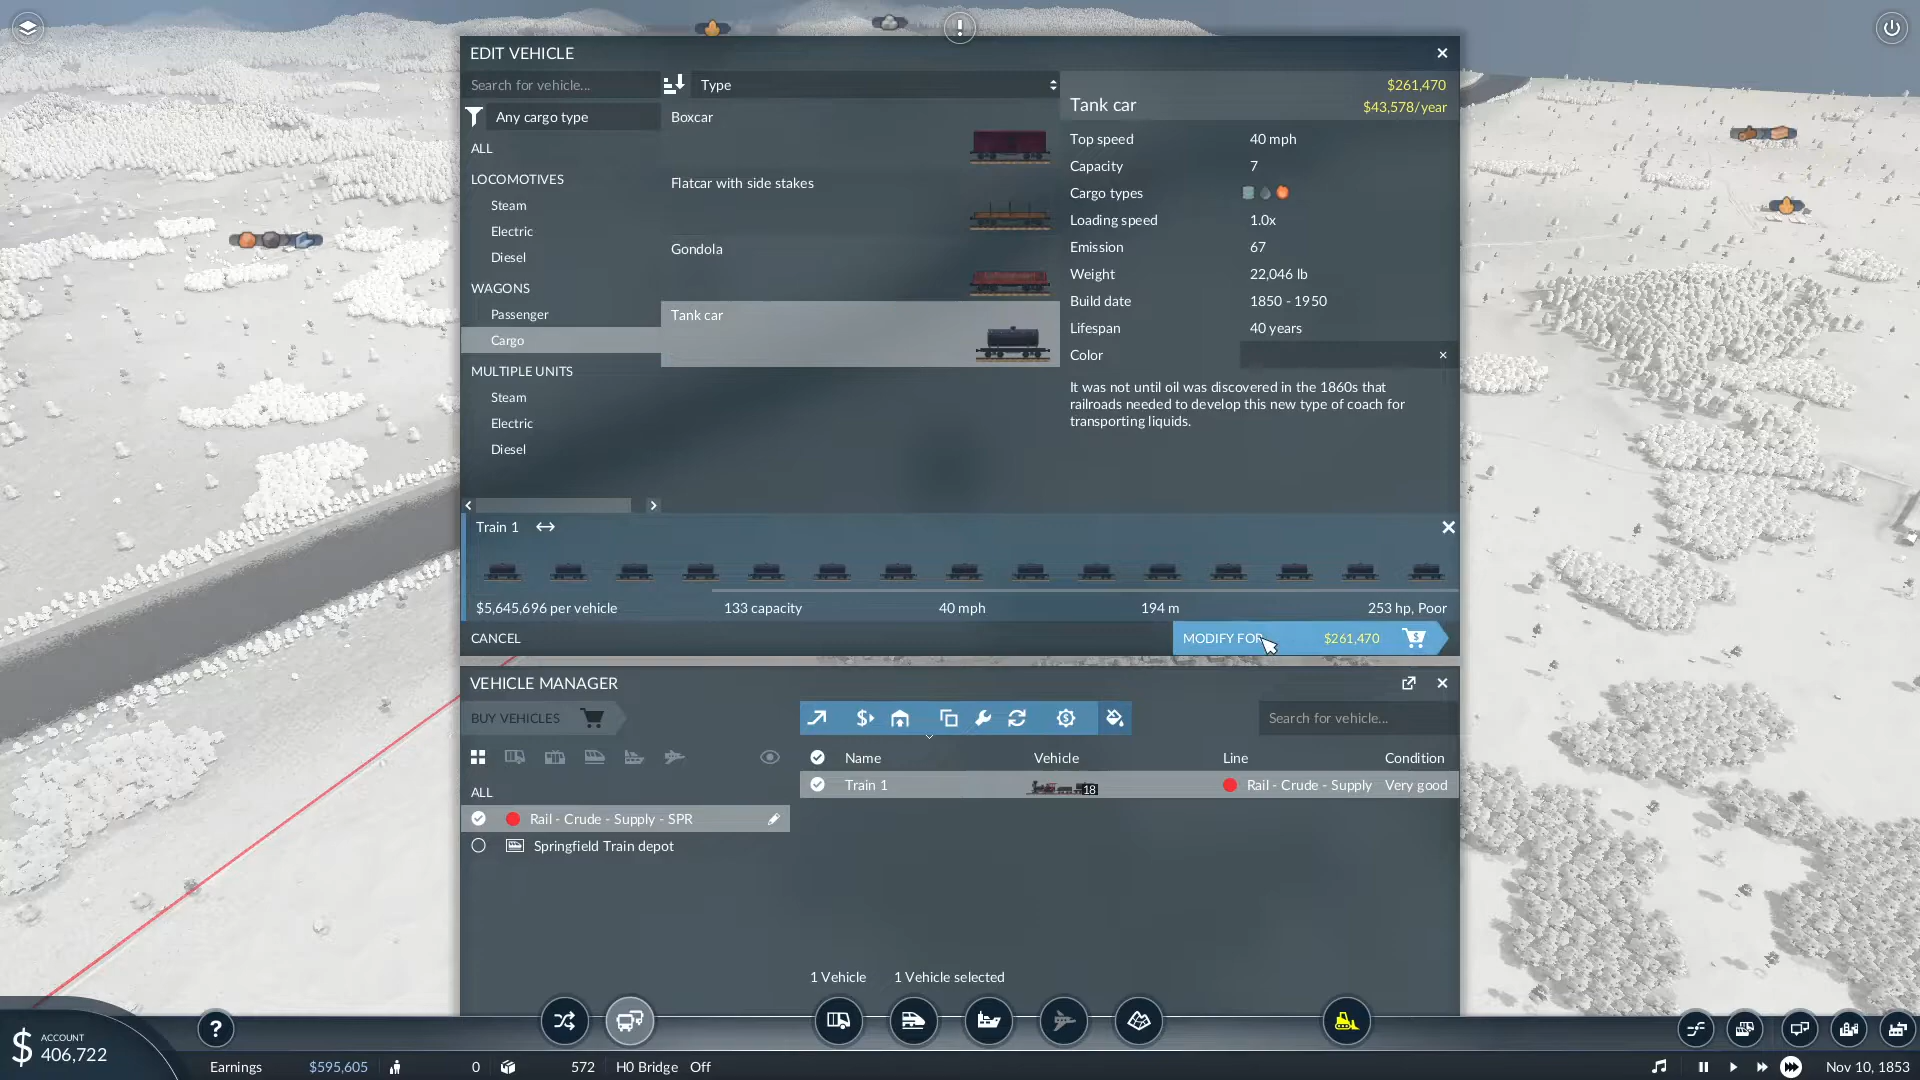 EDIT VEHICLE
Search for vehicle...
Type
Any cargo type
ALL
LOCOMOTIVES
Steam
Electric
Diesel
WAGONS
Passenger
Cargo
MULTIPLE UNITS
Steam
Electric
Diesel
Boxcar
Flatcar with side stakes
Gondola
Tank car
$261,470
Tank car
$43,578/year
Top speed 40 mph
Capacity 7
Cargo types
Loading speed 1.0x
Emission 67
Weight 22,046 lb
Build date 1850 - 1950
Lifespan 40 years
Color
It was not until oil was discovered in the 1860s that
railroads needed to develop this new type of coach for
transporting liquids.
Train 1
$5,645,696 per vehicle 133 capacity 40 mph 194 m 253 hp, Poor
CANCEL
MODIFY FOR $261,470
VEHICLE MANAGER
BUY VEHICLES
Search for vehicle...
ALL
Rail - Crude - Supply - SPR
Springfield Train depot
Name Vehicle Line Condition
Train 1 18 Rail - Crude - Supply Very good
1 Vehicle 1 Vehicle selected
ACCOUNT
$ 406,722
?
Earnings $595,605 0 572 H0 Bridge Off
Nov 10, 1853